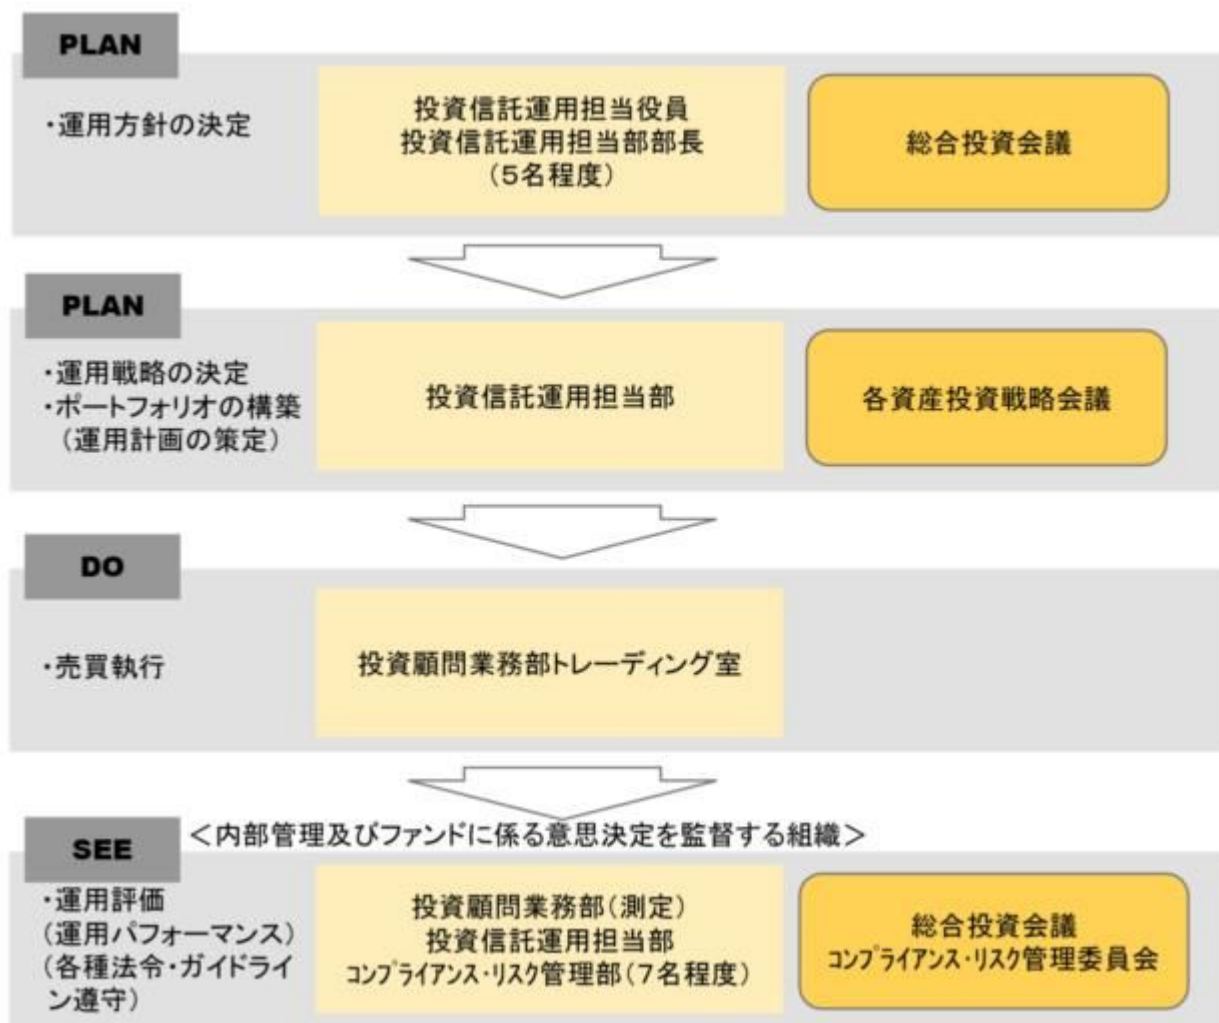 PLAN
・運用方針の決定
投資信託運用担当役員
投資信託運用担当部部長
(5名程度)
総合投資会議
PLAN
・運用戦略の決定
・ポートフォリオの構築
(運用計画の策定)
投資信託運用担当部
各資産投資戦略会議
DO
・売買執行
投資顧問業務部トレーディング室
SEE
＜内部管理及びファンドに係る意思決定を監督する組織＞
・運用評価
(運用パフォーマンス)
(各種法令・ガイドライ
ン遵守)
投資顧問業務部(測定)
投資信託運用担当部
ｺﾝﾌﾟﾗｲｱﾝｽ・ﾘｽｸ管理部(7名程度)
総合投資会議
ｺﾝﾌﾟﾗｲｱﾝｽ・ﾘｽｸ管理委員会